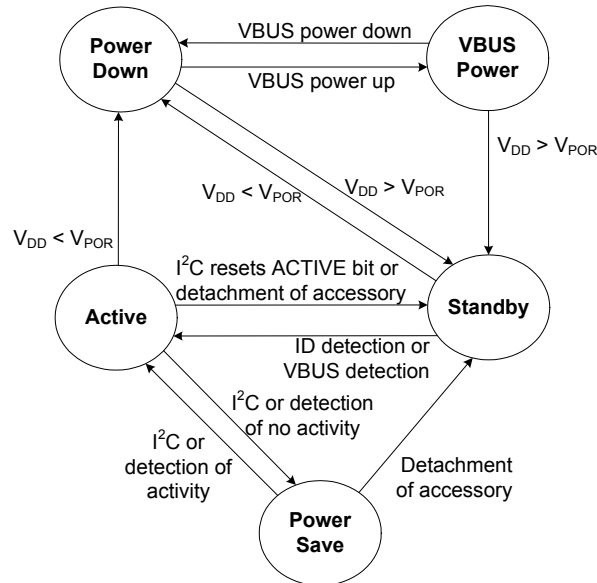 Power
Down
VBUS power down
VBUS power up
VBUS
Power
V_DD < V_POR
V_DD > V_POR
V_DD > V_POR
V_DD < V_POR
I²C resets ACTIVE bit or
detachment of accessory
Active
Standby
ID detection or
VBUS detection
I²C or detection
of no activity
I²C or
detection of
activity
Detachment
of accessory
Power
Save